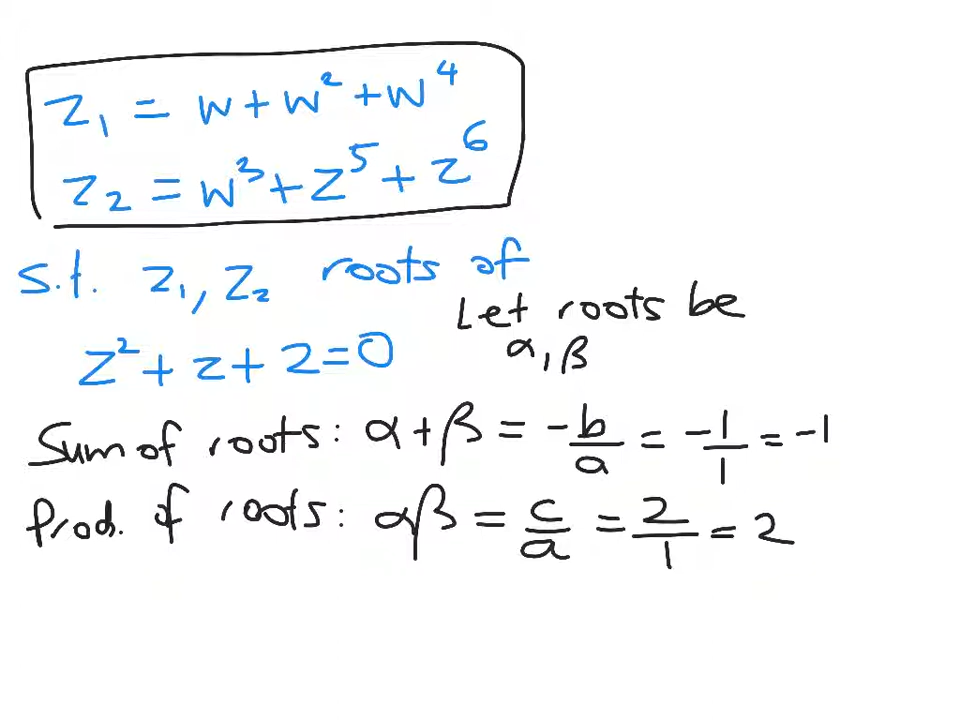 z₁ = w + w² + w⁴
z₂ = w³ + z⁵ + z⁶
s.t. z₁, z₂ roots of
z² + z + 2 = 0
Let roots be
α, β
Sum of roots: α + β = -b/a = -1/1 = -1
Prod. of roots: αβ = c/a = 2/1 = 2